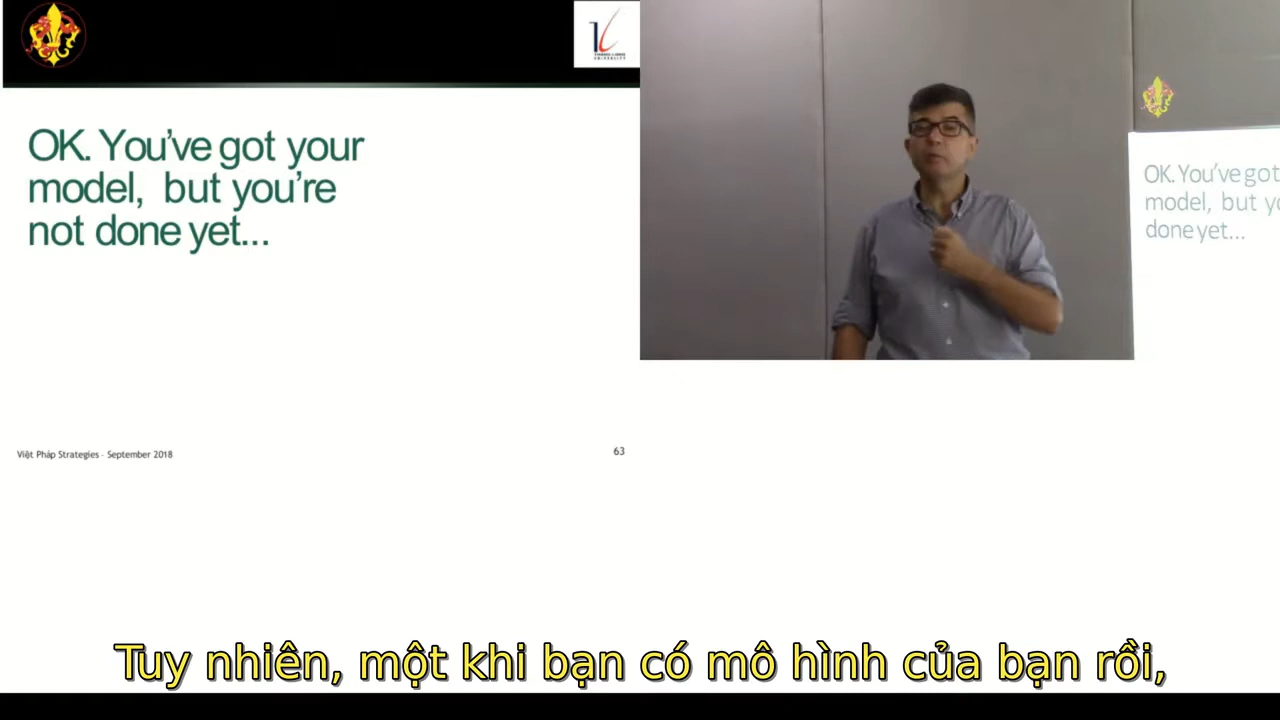 OK. You've got your
model, but you're
not done yet...
OK. You've got
model, but yo
done yet...
Việt Pháp Strategies - September 2018
63
Tuy nhiên, một khi bạn có mô hình của bạn rồi,